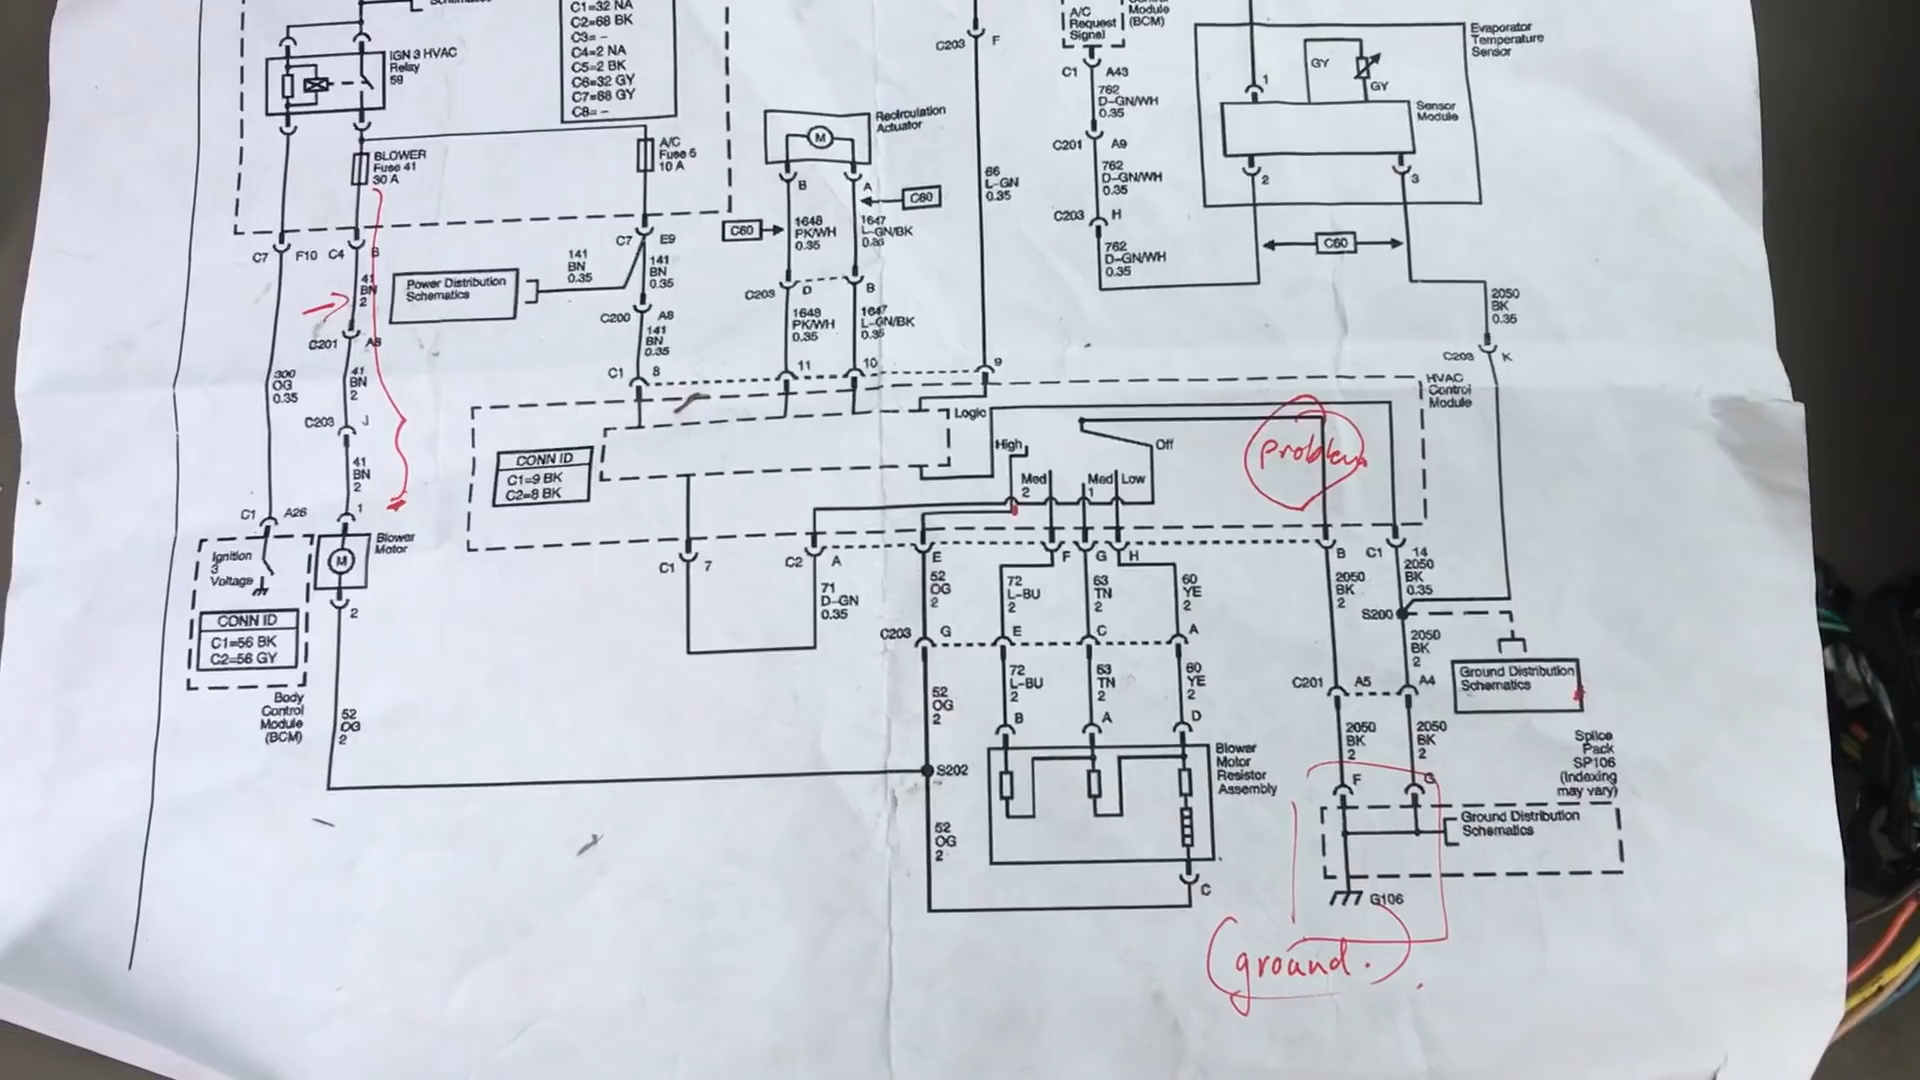 C1=32 NA
C2=68 BK
C3= -
C4=2 NA
C5=2 BK
C6=32 GY
C7=68 GY
C8= -
IGN 3 HVAC
Relay
59
BLOWER
Fuse 41
30 A
A/C
Fuse 5
10 A
C7
F10
C4
B
C7
E9
41
BN
2
Power Distribution
Schematics
141
BN
0.35
141
BN
0.35
C200
A8
141
BN
0.35
C1
8
C201
A8
300
OG
0.35
41
BN
2
C203
J
41
BN
2
C1
A26
1
Ignition
3
Voltage
M
Blower
Motor
2
CONN ID
C1=56 BK
C2=56 GY
Body
Control
Module
(BCM)
52
OG
2
Recirculation
Actuator
M
B
A
C60
C60
1648
PK/WH
0.35
1647
L-GN/BK
0.35
C203
D
B
1648
PK/WH
0.35
1647
L-GN/BK
0.35
11
10
9
C203
F
66
L-GN
0.35
A/C
Request
Signal
Module
(BCM)
C1
A43
762
D-GN/WH
0.35
C201
A9
762
D-GN/WH
0.35
C203
H
762
D-GN/WH
0.35
Evaporator
Temperature
Sensor
GY
GY
1
Sensor
Module
2
3
C60
2050
BK
0.35
C203
K
HVAC
Control
Module
Logic
CONN ID
C1=9 BK
C2=8 BK
High
Med
2
Med
1
Low
Off
problem
C1
7
C2
A
E
F
G
H
B
C1
14
71
D-GN
0.35
52
OG
2
72
L-BU
2
63
TN
2
60
YE
2
2050
BK
2
2050
BK
0.35
S200
C203
G
E
C
A
2050
BK
2
Ground Distribution
Schematics
52
OG
2
72
L-BU
2
63
TN
2
60
YE
2
C201
A5
A4
B
A
D
2050
BK
2
2050
BK
2
S202
Blower
Motor
Resistor
Assembly
F
G
Splice
Pack
SP106
(Indexing
may vary)
52
OG
2
Ground Distribution
Schematics
C
G106
ground.